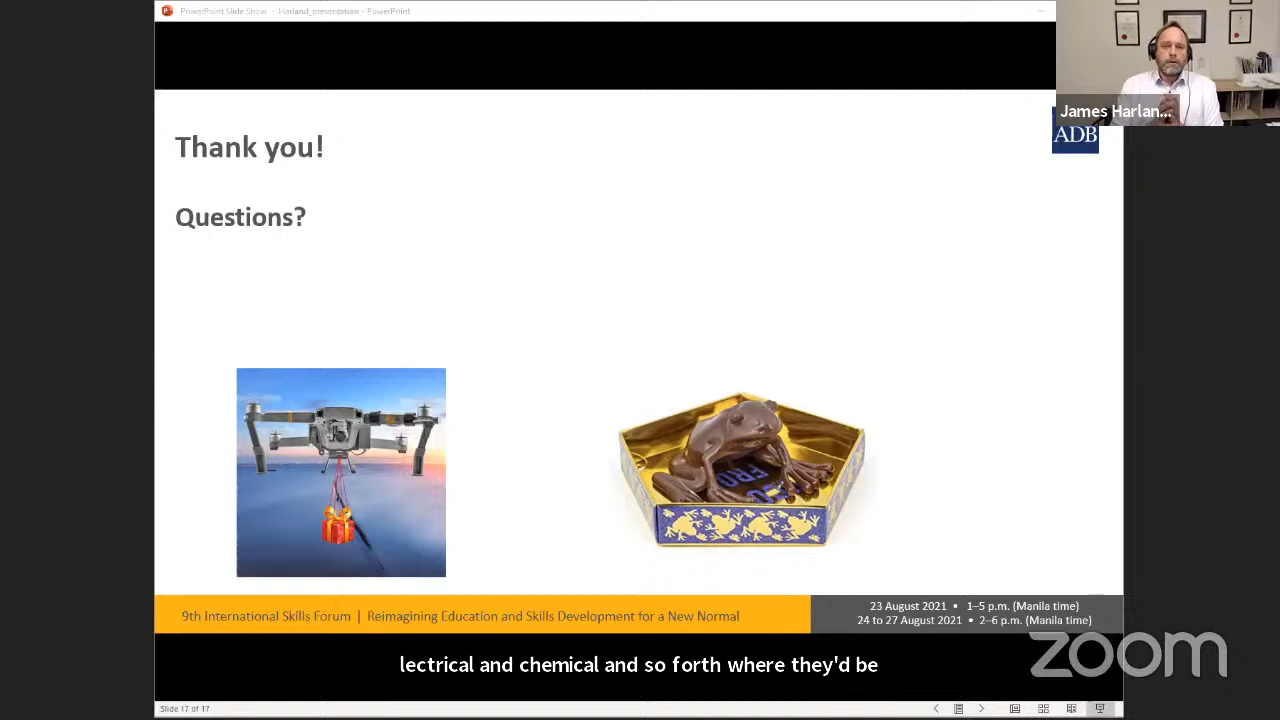 PowerPoint Slide Show - Harland_presentation - PowerPoint
James Harlan...
ADB
Thank you!
Questions?
9th International Skills Forum | Reimagining Education and Skills Development for a New Normal
23 August 2021 • 1–5 p.m. (Manila time)
24 to 27 August 2021 • 2–6 p.m. (Manila time)
lectrical and chemical and so forth where they'd be
zoom
Slide 17 of 17